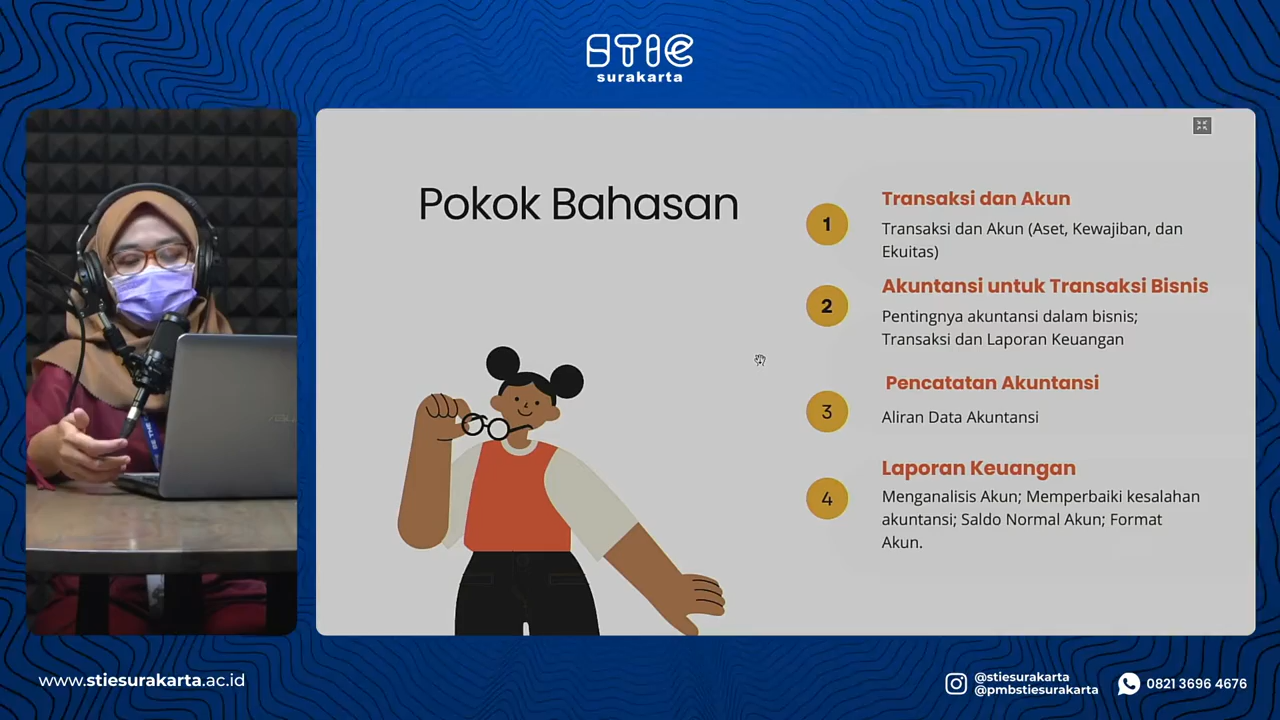 STIE
surakarta
Pokok Bahasan
1
Transaksi dan Akun
Transaksi dan Akun (Aset, Kewajiban, dan
Ekuitas)
2
Akuntansi untuk Transaksi Bisnis
Pentingnya akuntansi dalam bisnis;
Transaksi dan Laporan Keuangan
3
Pencatatan Akuntansi
Aliran Data Akuntansi
4
Laporan Keuangan
Menganalisis Akun; Memperbaiki kesalahan
akuntansi; Saldo Normal Akun; Format
Akun.
www.stiesurakarta.ac.id
@stiesurakarta
@pmbstiesurakarta
0821 3696 4676